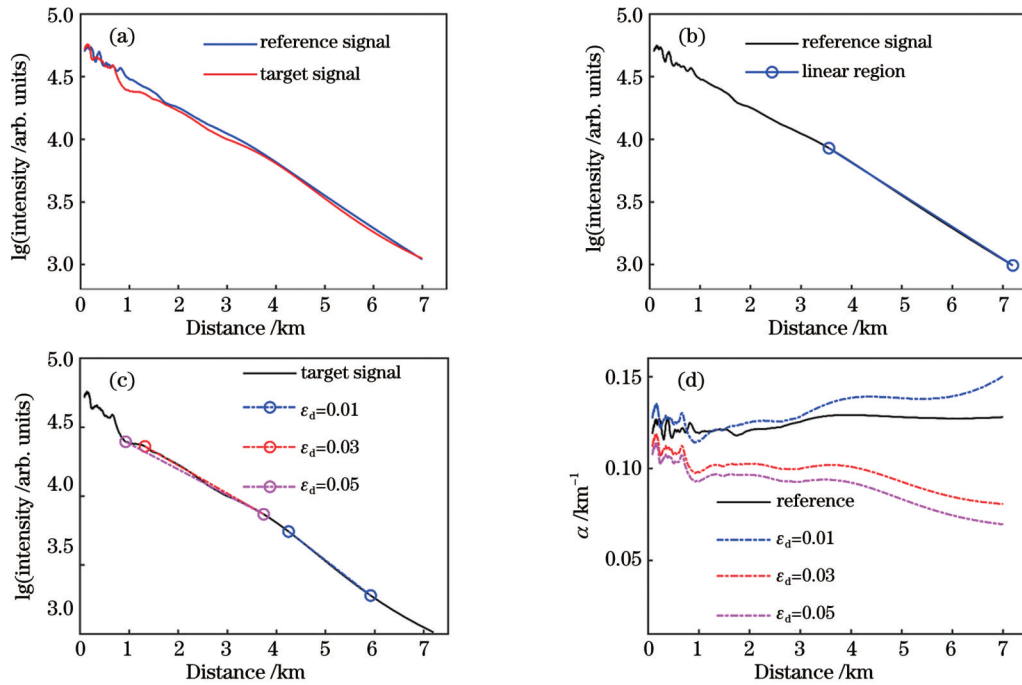 (a)
reference signal
target signal
5.0
4.5
4.0
3.5
3.0
lg(intensity /arb. units)
0 1 2 3 4 5 6 7
Distance /km
(b)
reference signal
linear region
5.0
4.5
4.0
3.5
3.0
lg(intensity /arb. units)
0 1 2 3 4 5 6 7
Distance /km
(c)
target signal
εd=0.01
εd=0.03
εd=0.05
5.0
4.5
4.0
3.5
3.0
lg(intensity /arb. units)
0 1 2 3 4 5 6 7
Distance /km
(d)
0.15
0.10
0.05
α /km⁻¹
reference
εd=0.01
εd=0.03
εd=0.05
0 1 2 3 4 5 6 7
Distance /km